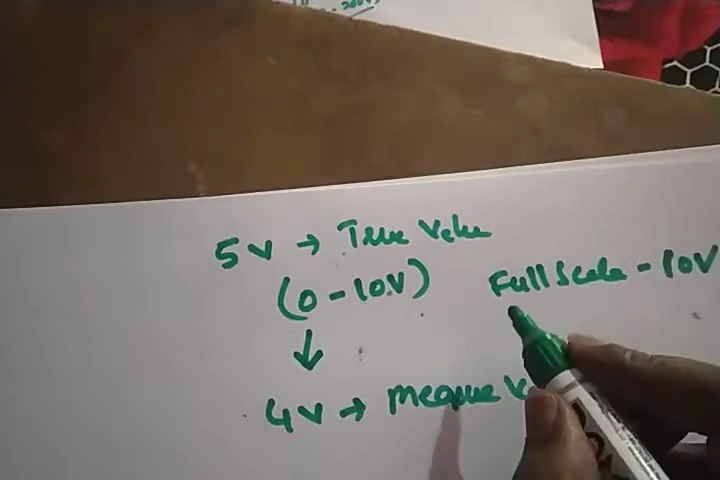 5V → True Value
(0 - 10V)
Full Scale - 10V
↓
4V → measure